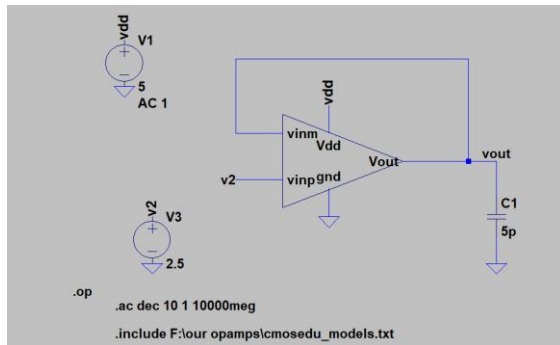 vdd
V1
5
AC 1
vdd
vinm
Vdd
Vout
vout
v2
vinp
gnd
C1
5p
v2
V3
2.5
.op
.ac dec 10 1 10000meg
.include F:\our opamps\cmosedu_models.txt